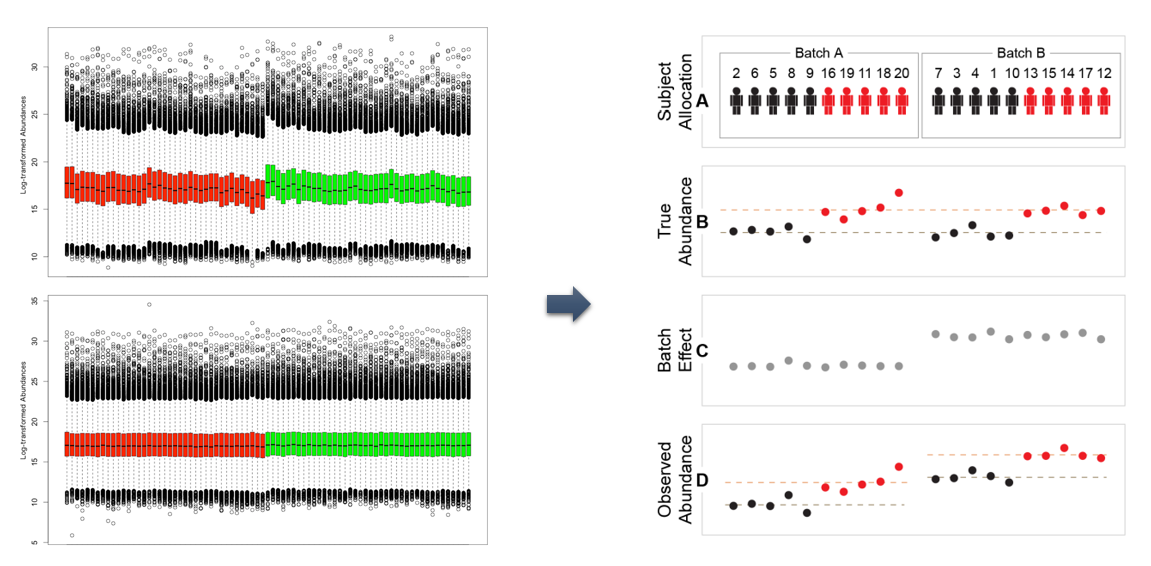 Log-transformed Abundances
30
25
20
15
10
Log-transformed Abundances
35
30
25
20
15
10
5
Subject
Allocation
A
Batch A
Batch B
2 6 5 8 9 16 19 11 18 20
7 3 4 1 10 13 15 14 17 12
True
Abundance
B
Batch
Effect
C
Observed
Abundance
D